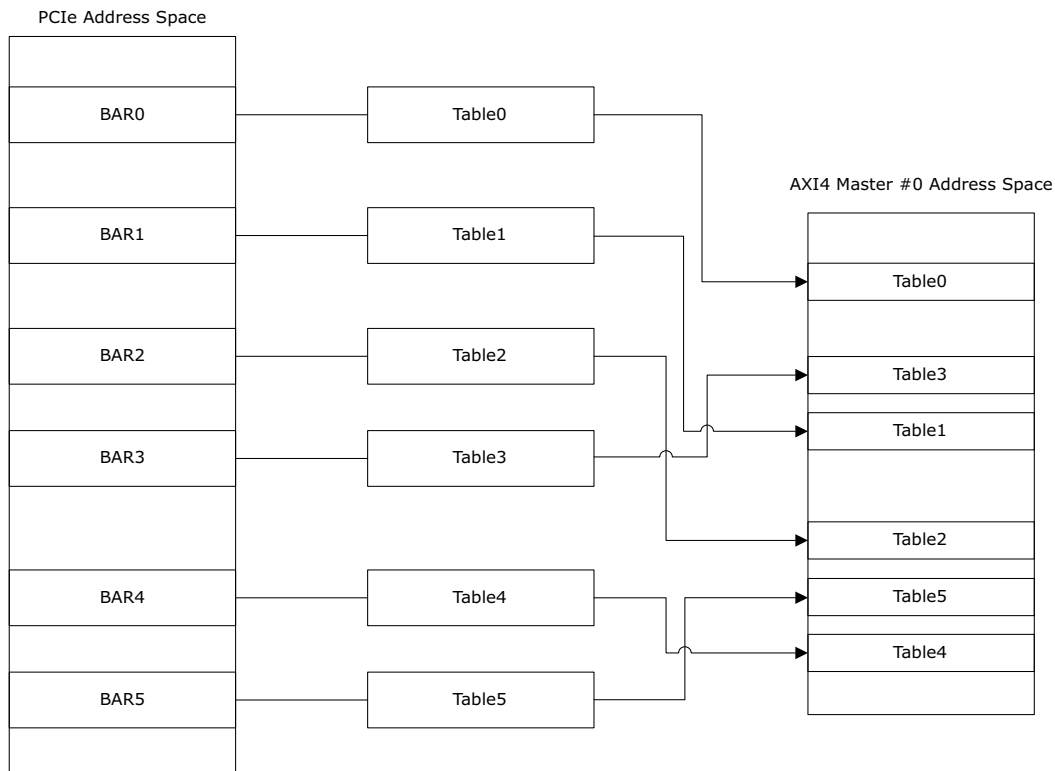 PCIe Address Space
BAR0
BAR1
BAR2
BAR3
BAR4
BAR5
Table0
Table1
Table2
Table3
Table4
Table5
AXI4 Master #0 Address Space
Table0
Table3
Table1
Table2
Table5
Table4